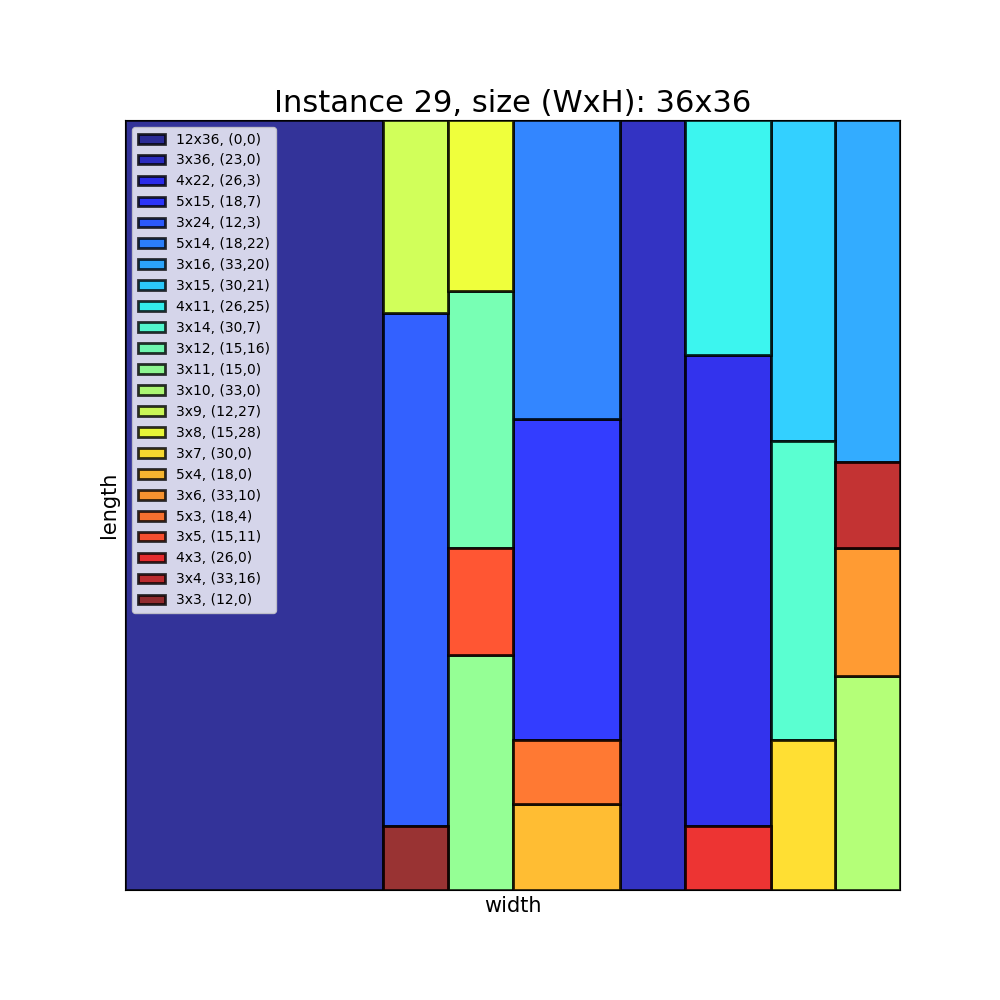 Instance 29, size (WxH): 36x36
12x36, (0,0)
3x36, (23,0)
4x22, (26,3)
5x15, (18,7)
3x24, (12,3)
5x14, (18,22)
3x16, (33,20)
3x15, (30,21)
4x11, (26,25)
3x14, (30,7)
3x12, (15,16)
3x11, (15,0)
3x10, (33,0)
3x9, (12,27)
3x8, (15,28)
3x7, (30,0)
5x4, (18,0)
3x6, (33,10)
5x3, (18,4)
3x5, (15,11)
4x3, (26,0)
3x4, (33,16)
3x3, (12,0)
length
width